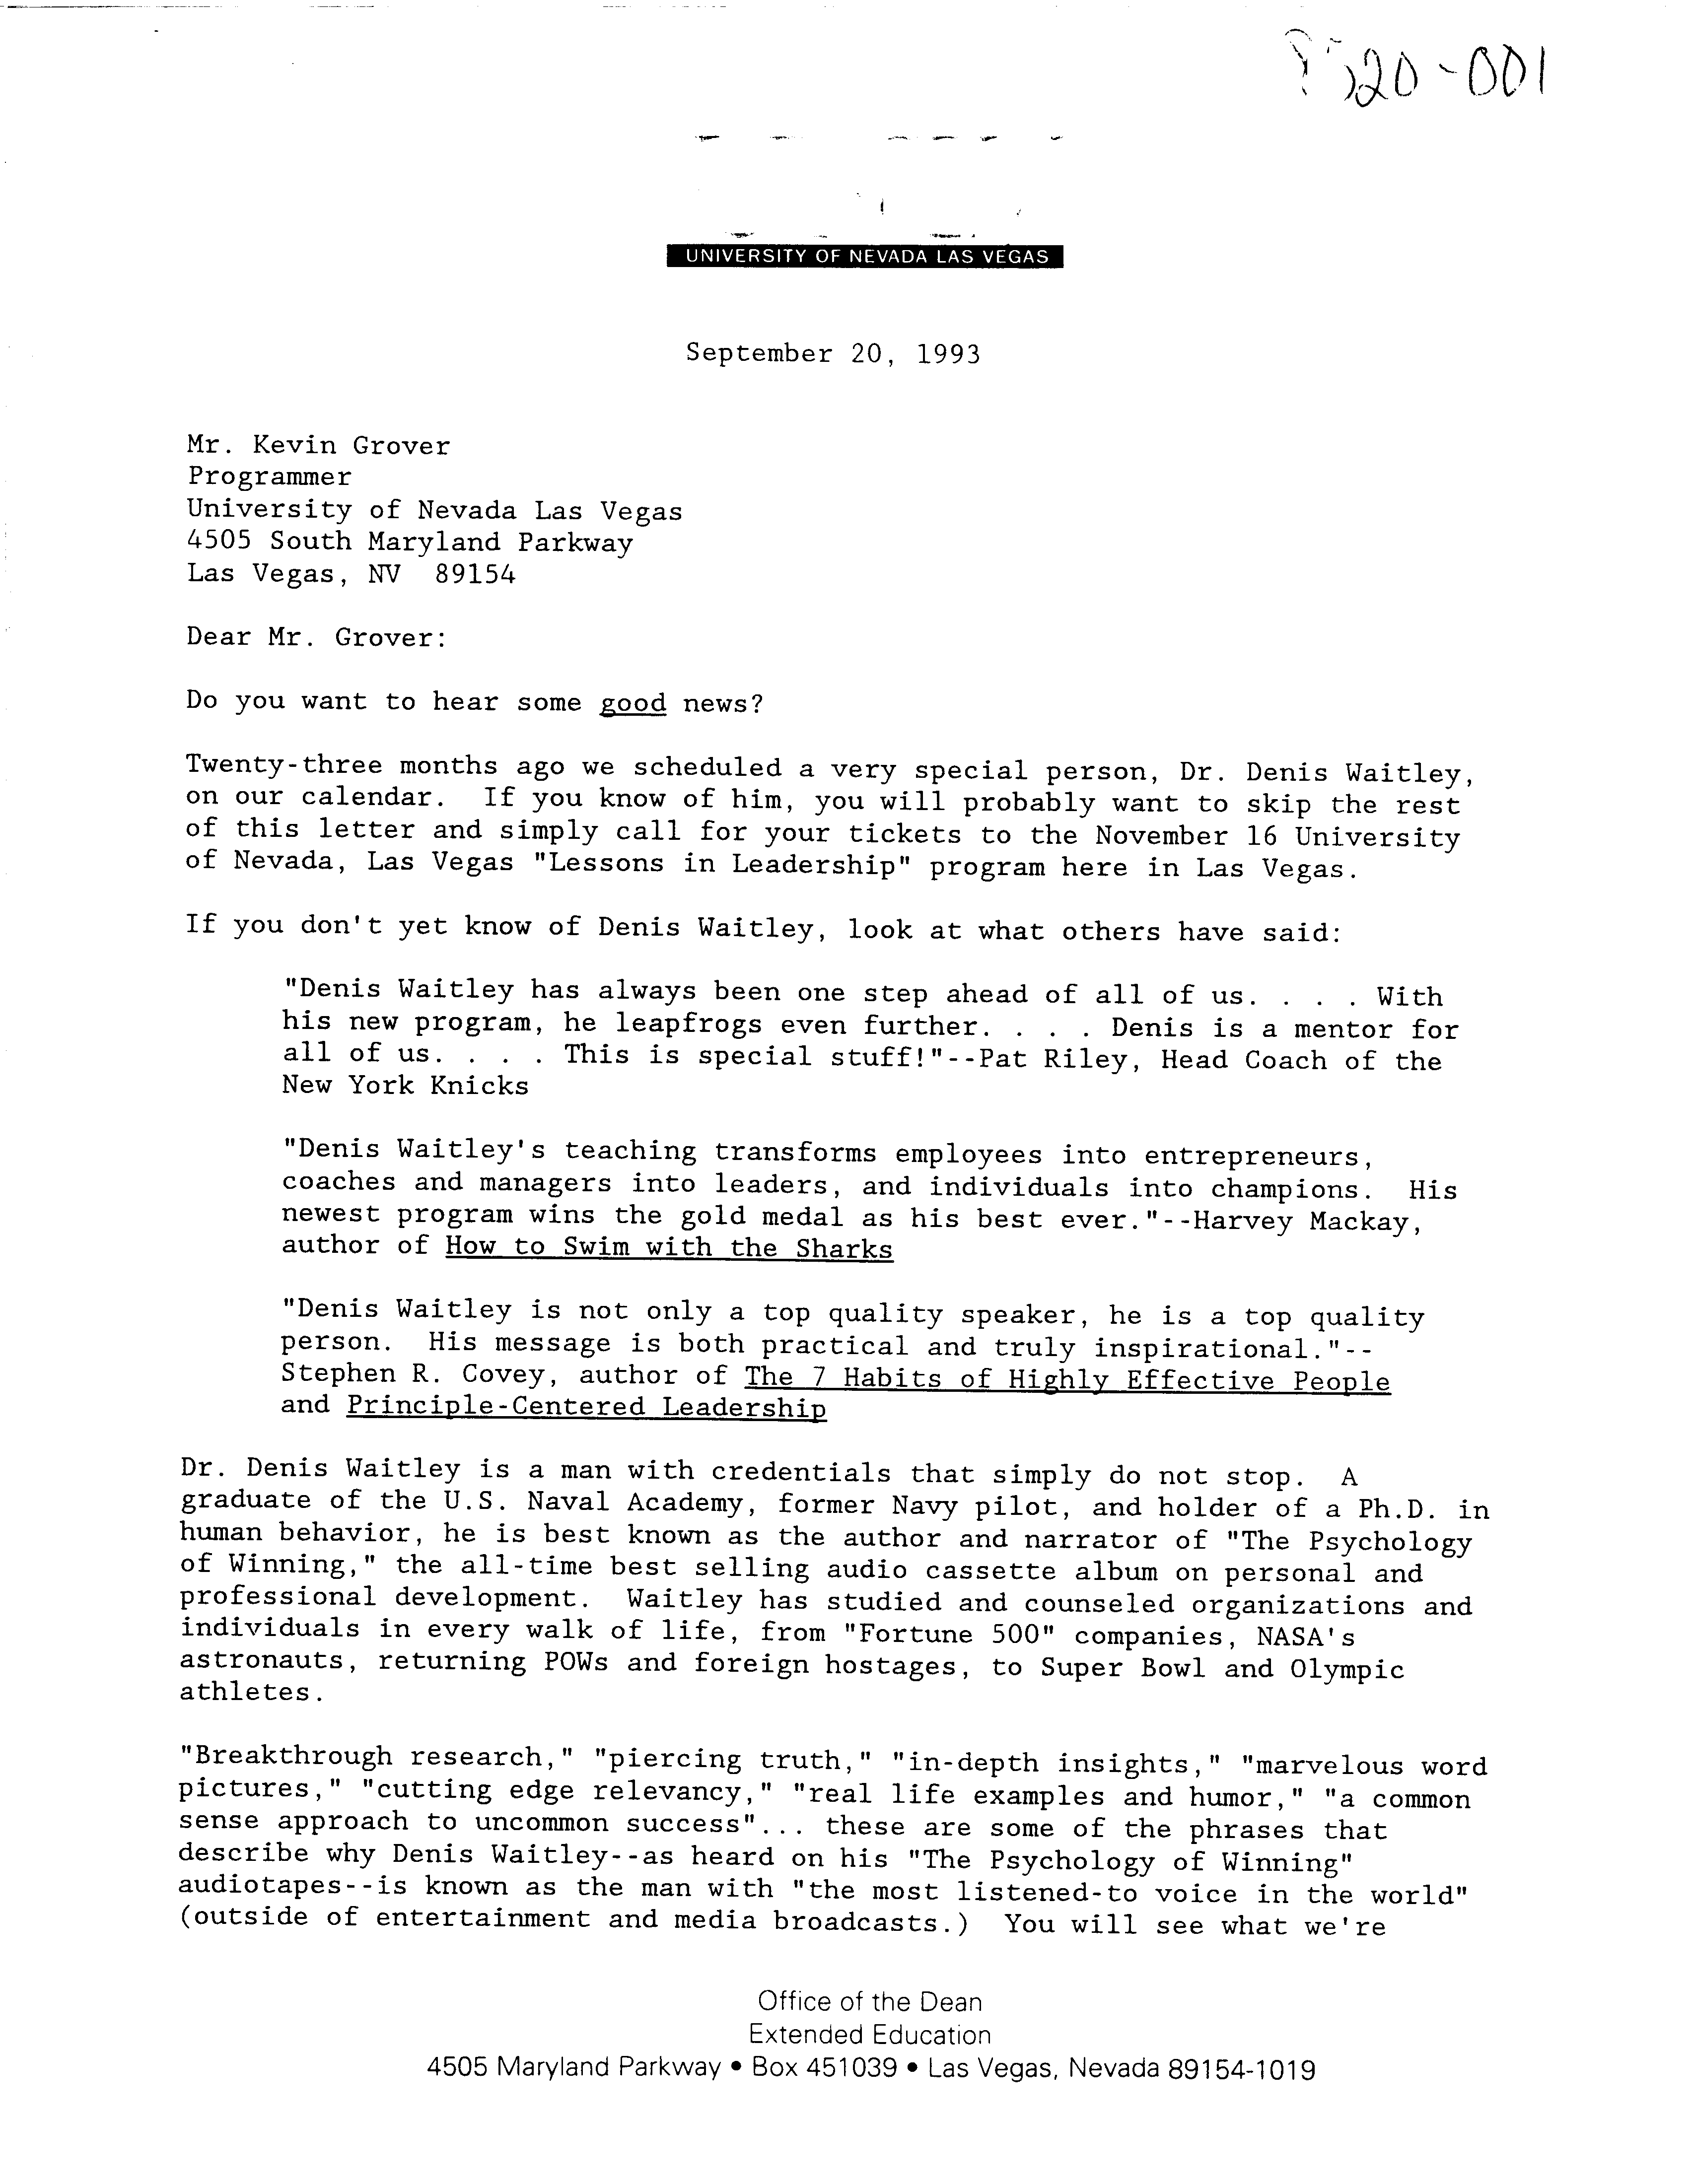 20-001
UNIVERSITY OF NEVADA LAS VEGAS
September 20, 1993
Mr. Kevin Grover
Programmer
University of Nevada Las Vegas
4505 South Maryland Parkway
Las Vegas, NV  89154
Dear Mr. Grover:
Do you want to hear some good news?
Twenty-three months ago we scheduled a very special person, Dr. Denis Waitley,
on our calendar.  If you know of him, you will probably want to skip the rest
of this letter and simply call for your tickets to the November 16 University
of Nevada, Las Vegas "Lessons in Leadership" program here in Las Vegas.
If you don't yet know of Denis Waitley, look at what others have said:
"Denis Waitley has always been one step ahead of all of us. . . . With
his new program, he leapfrogs even further. . . . Denis is a mentor for
all of us. . . . This is special stuff!"--Pat Riley, Head Coach of the
New York Knicks
"Denis Waitley's teaching transforms employees into entrepreneurs,
coaches and managers into leaders, and individuals into champions.  His
newest program wins the gold medal as his best ever."--Harvey Mackay,
author of How to Swim with the Sharks
"Denis Waitley is not only a top quality speaker, he is a top quality
person.  His message is both practical and truly inspirational."--
Stephen R. Covey, author of The 7 Habits of Highly Effective People
and Principle-Centered Leadership
Dr. Denis Waitley is a man with credentials that simply do not stop.  A
graduate of the U.S. Naval Academy, former Navy pilot, and holder of a Ph.D. in
human behavior, he is best known as the author and narrator of "The Psychology
of Winning," the all-time best selling audio cassette album on personal and
professional development.  Waitley has studied and counseled organizations and
individuals in every walk of life, from "Fortune 500" companies, NASA's
astronauts, returning POWs and foreign hostages, to Super Bowl and Olympic
athletes.
"Breakthrough research," "piercing truth," "in-depth insights," "marvelous word
pictures," "cutting edge relevancy," "real life examples and humor," "a common
sense approach to uncommon success"... these are some of the phrases that
describe why Denis Waitley--as heard on his "The Psychology of Winning"
audiotapes--is known as the man with "the most listened-to voice in the world"
(outside of entertainment and media broadcasts.)  You will see what we're
Office of the Dean
Extended Education
4505 Maryland Parkway • Box 451039 • Las Vegas, Nevada 89154-1019